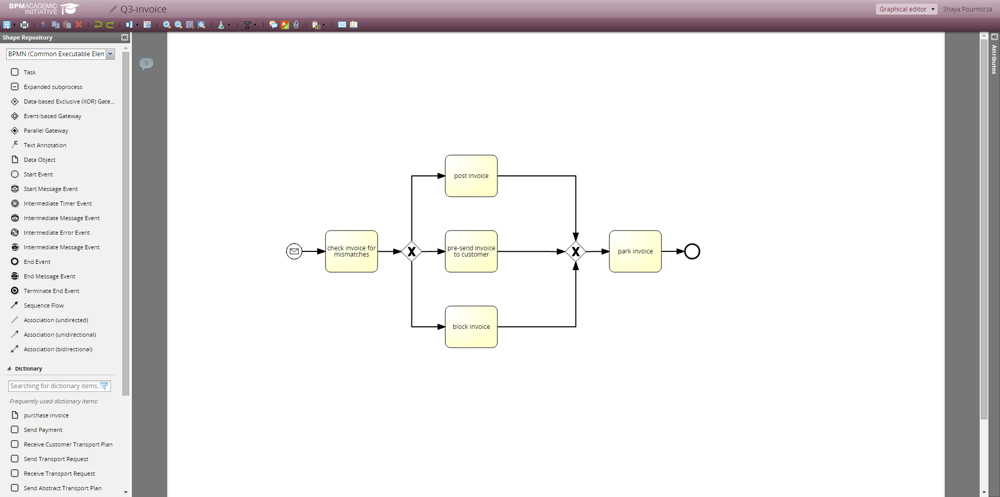 BPMACADEMIC
INITIATIVE
Q3-invoice
Graphical editor
Shaya Pourmirza
Shape Repository
BPMN (Common Executable Elem
Task
Expanded subprocess
Data-based Exclusive (XOR) Gate...
Event-based Gateway
Parallel Gateway
Text Annotation
Data Object
Start Event
Start Message Event
Intermediate Timer Event
Intermediate Message Event
Intermediate Error Event
Intermediate Message Event
End Event
End Message Event
Terminate End Event
Sequence Flow
Association (undirected)
Association (unidirectional)
Association (bidirectional)
Dictionary
Searching for dictionary items...
Frequently used dictionary items:
purchase invoice
Send Payment
Receive Customer Transport Plan
Send Transport Request
Receive Transport Request
Send Abstract Transport Plan
0
check invoice for
mismatches
post invoice
pre-send invoice
to customer
block invoice
park invoice
Attributes